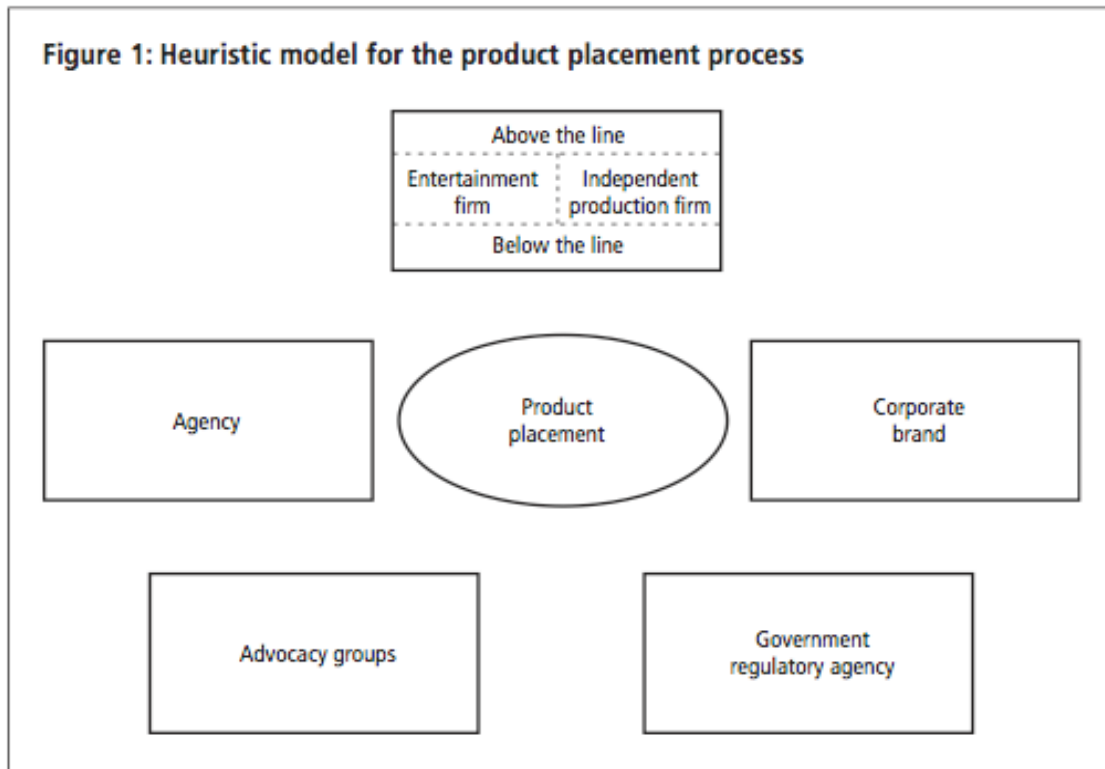 Figure 1: Heuristic model for the product placement process
Above the line
Entertainment
firm
Independent
production firm
Below the line
Agency
Product
placement
Corporate
brand
Advocacy groups
Government
regulatory agency